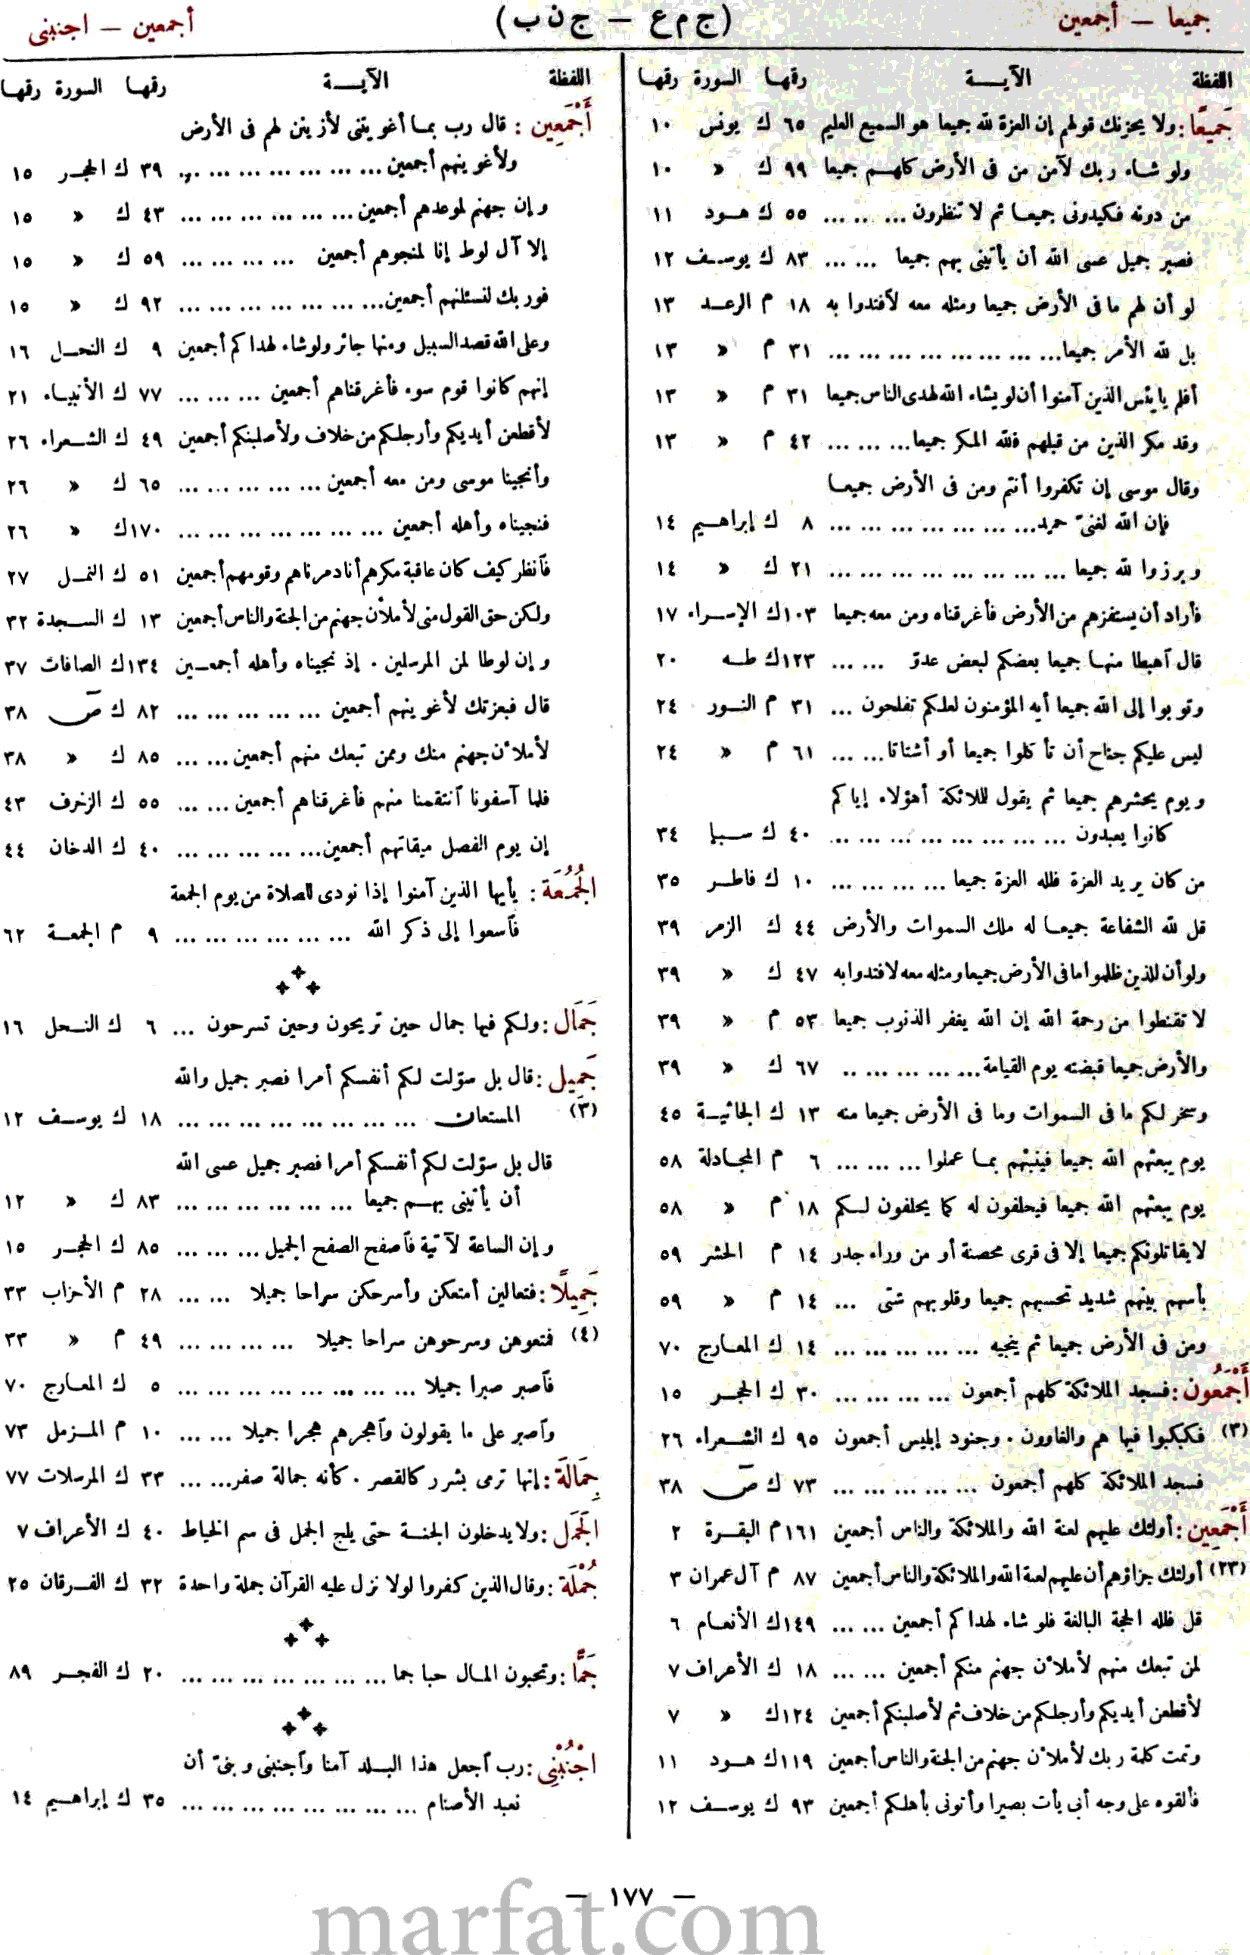 جميعا — أجمعين
(ج م ع — ج ن ب)
أجمعين — اجنبنى
اللفظة الآيــــة رقها السورة رقها
جَمِيعًا : ولا يحزنك قولهم إن العزة لله جميعا هو السميع العليم ٦٥ ك يونس ١٠
ولو شاء ربك لآمن من فى الأرض كلهم جميعا ٩٩ ك » ١٠
من دونه فكيدونى جميعا ثم لا تنظرون ... ... ... ٥٥ ك هود ١١
فصبر جميل عسى الله أن يأتينى بهم جميعا ... ... ٨٣ ك يوسف ١٢
لو أن لهم ما فى الأرض جميعا ومثله معه لافتدوا به ١٨ م الرعد ١٣
بل لله الأمر جميعا ... ... ... ... ... ... ... ... ٣١ م » ١٣
أفلم يايئس الذين آمنوا أن لو يشاء الله لهدى الناس جميعا ٣١ م » ١٣
وقد مكر الذين من قبلهم فلله المكر جميعا ... ... ... ٤٢ م » ١٣
وقال موسى إن تكفروا أنتم ومن فى الأرض جميعا
فإن الله لغنىّ حميد ... ... ... ... ... ... ... ... ٨ ك إبراهيم ١٤
وبرزوا لله جميعا ... ... ... ... ... ... ... ... ٢١ ك » ١٤
فأراد أن يستفزهم من الأرض فأغرقناه ومن معه جميعا ١٠٣ ك الإسراء ١٧
قال آهبطا منها جميعا بعضكم لبعض عدوّ ... ... ١٢٣ ك طه ٢٠
وتوبوا إلى الله جميعا أيه المؤمنون لعلكم تفلحون ... ٣١ م النور ٢٤
ليس عليكم جناح أن تأكلوا جميعا أو أشتاتا ... ... ... ٦١ م » ٢٤
ويوم يحشرهم جميعا ثم يقول لللائكة أهؤلاء إياكم
كانوا يعبدون ... ... ... ... ... ... ... ... ٤٠ ك سبإ ٣٤
من كان يريد العزة فلله العزة جميعا ... ... ... ... ١٠ ك فاطر ٣٥
قل لله الشفاعة جميعا له ملك السموات والأرض ٤٤ ك الزمر ٣٩
ولو أن للذين ظلموا ما فى الأرض جميعا ومثله معه لافتدوا به ٤٧ ك » ٣٩
لا تقنطوا من رحمة الله إن الله يغفر الذنوب جميعا ٥٣ م » ٣٩
والأرض جميعا قبضته يوم القيامة ... ... ... ... ... ٦٧ ك » ٣٩
وسخر لكم ما فى السموات وما فى الأرض جميعا منه ١٣ ك الجاثية ٤٥
يوم يبعثهم الله جميعا فينبئهم بما عملوا ... ... ... ٦ م المجادلة ٥٨
يوم يبعثهم الله جميعا فيحلفون له كما يحلفون لكم ١٨ م » ٥٨
لا يقاتلونكم جميعا إلا فى قرى محصنة أو من وراء جدر ١٤ م الحشر ٥٩
بأسهم بينهم شديد تحسبهم جميعا وقلوبهم شتى ... ١٤ م » ٥٩
ومن فى الأرض جميعا ثم ينجيه ... ... ... ... ... ... ١٤ ك المعارج ٧٠
أَجْمَعُون : فسجد الملائكة كلهم أجمعون ... ... ... ... ٣٠ ك الحجر ١٥
(٣) فكبكبوا فيها هم والغاوون . وجنود إبليس أجمعون ٩٥ ك الشعراء ٢٦
فسجد الملائكة كلهم أجمعون ... ... ... ... ... ٧٣ ك صٓ ٣٨
أَجْمَعِين : أولئك عليهم لعنة الله والملائكة والناس أجمعين ١٦١ م البقرة ٢
(٢٣) أولئك جزاؤهم أن عليهم لعنة الله والملائكة والناس أجمعين ٨٧ م آل عمران ٣
قل فلله الحجة البالغة فلو شاء لهداكم أجمعين ... ... ١٤٩ ك الأنعام ٦
لمن تبعك منهم لأملأن جهنم منكم أجمعين ... ... ١٨ ك الأعراف ٧
لأقطعن أيديكم وأرجلكم من خلاف ثم لأصلبنكم أجمعين ١٢٤ ك » ٧
وتمت كلمة ربك لأملأن جهنم من الجنة والناس أجمعين ١١٩ ك هود ١١
فألقوه على وجه أبى يأت بصيرا وأتونى بأهلكم أجمعين ٩٣ ك يوسف ١٢
اللفظة الآيــــة رقها السورة رقها
أَجْمَعِين : قال رب بما أغويتنى لأزينن لهم فى الأرض
ولأغوينهم أجمعين ... ... ... ... ... ... ... ٣٩ ك الحجر ١٥
وإن جهنم لموعدهم أجمعين ... ... ... ... ... ... ٤٣ ك » ١٥
إلا آل لوط إنا لمنجوهم أجمعين ... ... ... ... ٥٩ ك » ١٥
فوربك لنسئلنهم أجمعين ... ... ... ... ... ... ... ٩٢ ك » ١٥
وعلى الله قصد السبيل ومنها جائر ولو شاء لهداكم أجمعين ٩ ك النحل ١٦
إنهم كانوا قوم سوء فأغرقناهم أجمعين ... ... ... ٧٧ ك الأنبياء ٢١
لأقطعن أيديكم وأرجلكم من خلاف ولأصلبنكم أجمعين ٤٩ ك الشعراء ٢٦
وأنجينا موسى ومن معه أجمعين ... ... ... ... ... ٦٥ ك » ٢٦
فنجيناه وأهله أجمعين ... ... ... ... ... ... ... ١٧٠ ك » ٢٦
فآنظر كيف كان عاقبة مكرهم أنا دمرناهم وقومهم أجمعين ٥١ ك النمل ٢٧
ولكن حق القول منى لأملأن جهنم من الجنة والناس أجمعين ١٣ ك السجدة ٣٢
وإن لوطا لمن المرسلين . إذ نجيناه وأهله أجمعين ١٣٤ ك الصافات ٣٧
قال فبعزتك لأغوينهم أجمعين ... ... ... ... ... ٨٢ ك صٓ ٣٨
لأملأن جهنم منك وممن تبعك منهم أجمعين ... ... ... ٨٥ ك » ٣٨
فلما آسفونا آنتقمنا منهم فأغرقناهم أجمعين ... ... ... ٥٥ ك الزخرف ٤٣
إن يوم الفصل ميقاتهم أجمعين ... ... ... ... ... ... ٤٠ ك الدخان ٤٤
الْجُمُعَة : يأيها الذين آمنوا إذا نودى للصلاة من يوم الجمعة
فآسعوا إلى ذكر الله ... ... ... ... ... ... ... ٩ م الجمعة ٦٢
جَمَال : ولكم فيها جمال حين تريحون وحين تسرحون ... ٦ ك النحل ١٦
جَمِيل : قال بل سوّلت لكم أنفسكم أمرا فصبر جميل والله
(٣) المستعان ... ... ... ... ... ... ... ... ١٨ ك يوسف ١٢
قال بل سوّلت لكم أنفسكم أمرا فصبر جميل عسى الله
أن يأتينى بهم جميعا ... ... ... ... ... ... ... ٨٣ ك » ١٢
وإن الساعة لآتية فآصفح الصفح الجميل ... ... ... ٨٥ ك الحجر ١٥
جَمِيلًا : فتعالين أمتعكن وأسرحكن سراحا جميلا ... ... ٢٨ م الأحزاب ٣٣
(٤) فمتعوهن وسرحوهن سراحا جميلا ... ... ... ... ٤٩ م » ٣٣
فآصبر صبرا جميلا ... ... ... ... ... ... ... ... ٥ ك المعارج ٧٠
وآصبر على ما يقولون وآهجرهم هجرا جميلا ... ... ١٠ م المزمل ٧٣
جِمَالَة : إنها ترمى بشرر كالقصر . كأنه جمالة صفر ... ... ٣٣ ك المرسلات ٧٧
الْجَمَل : ولا يدخلون الجنة حتى يلج الجمل فى سم الخياط ٤٠ ك الأعراف ٧
جُمْلَة : وقال الذين كفروا لولا نزل عليه القرآن جملة واحدة ٣٢ ك الفرقان ٢٥
جَمًّا : وتحبون المال حبا جما ... ... ... ... ... ... ... ... ٢٠ ك الفجر ٨٩
اجْنُبْنِى : رب آجعل هذا البلد آمنا وآجنبنى وبنىّ أن
نعبد الأصنام ... ... ... ... ... ... ... ... ٣٥ ك إبراهيم ١٤
— ١٧٧ —
marfat.com